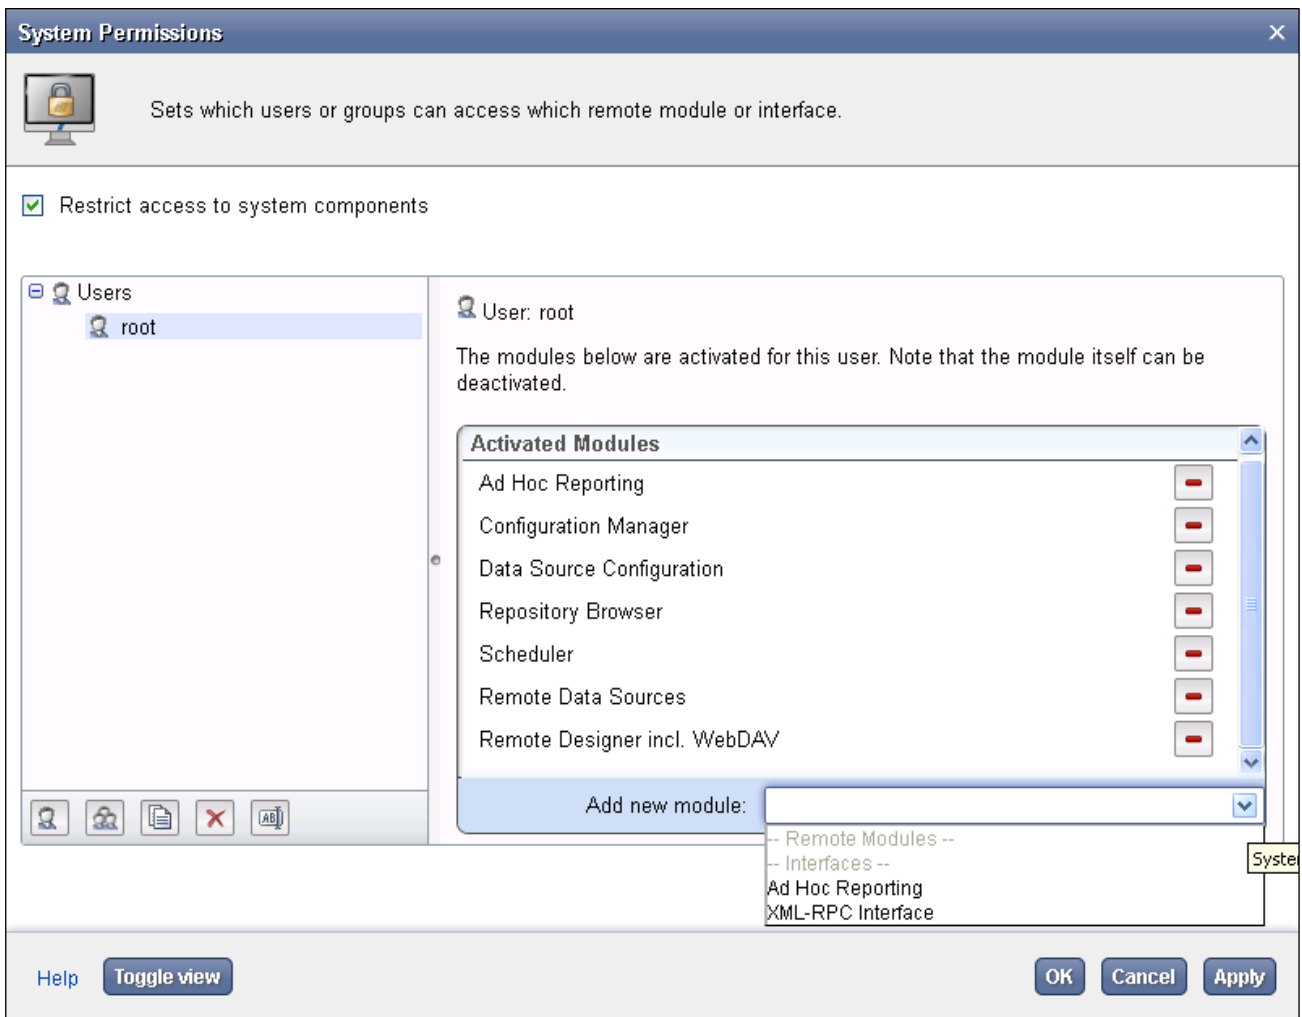 System Permissions
Sets which users or groups can access which remote module or interface.
Restrict access to system components
Users
root
User: root
The modules below are activated for this user. Note that the module itself can be
deactivated.
Activated Modules
Ad Hoc Reporting
Configuration Manager
Data Source Configuration
Repository Browser
Scheduler
Remote Data Sources
Remote Designer incl. WebDAV
Add new module:
-- Remote Modules --
-- Interfaces --
Ad Hoc Reporting
XML-RPC Interface
Syste
AB
Help
Toggle view
OK
Cancel
Apply